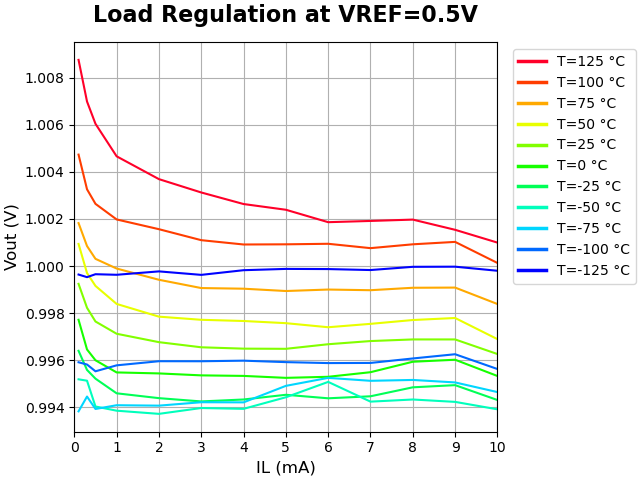 Load Regulation at VREF=0.5V
Vout (V)
1.008
1.006
1.004
1.002
1.000
0.998
0.996
0.994
0 1 2 3 4 5 6 7 8 9 10
IL (mA)
T=125 °C
T=100 °C
T=75 °C
T=50 °C
T=25 °C
T=0 °C
T=-25 °C
T=-50 °C
T=-75 °C
T=-100 °C
T=-125 °C